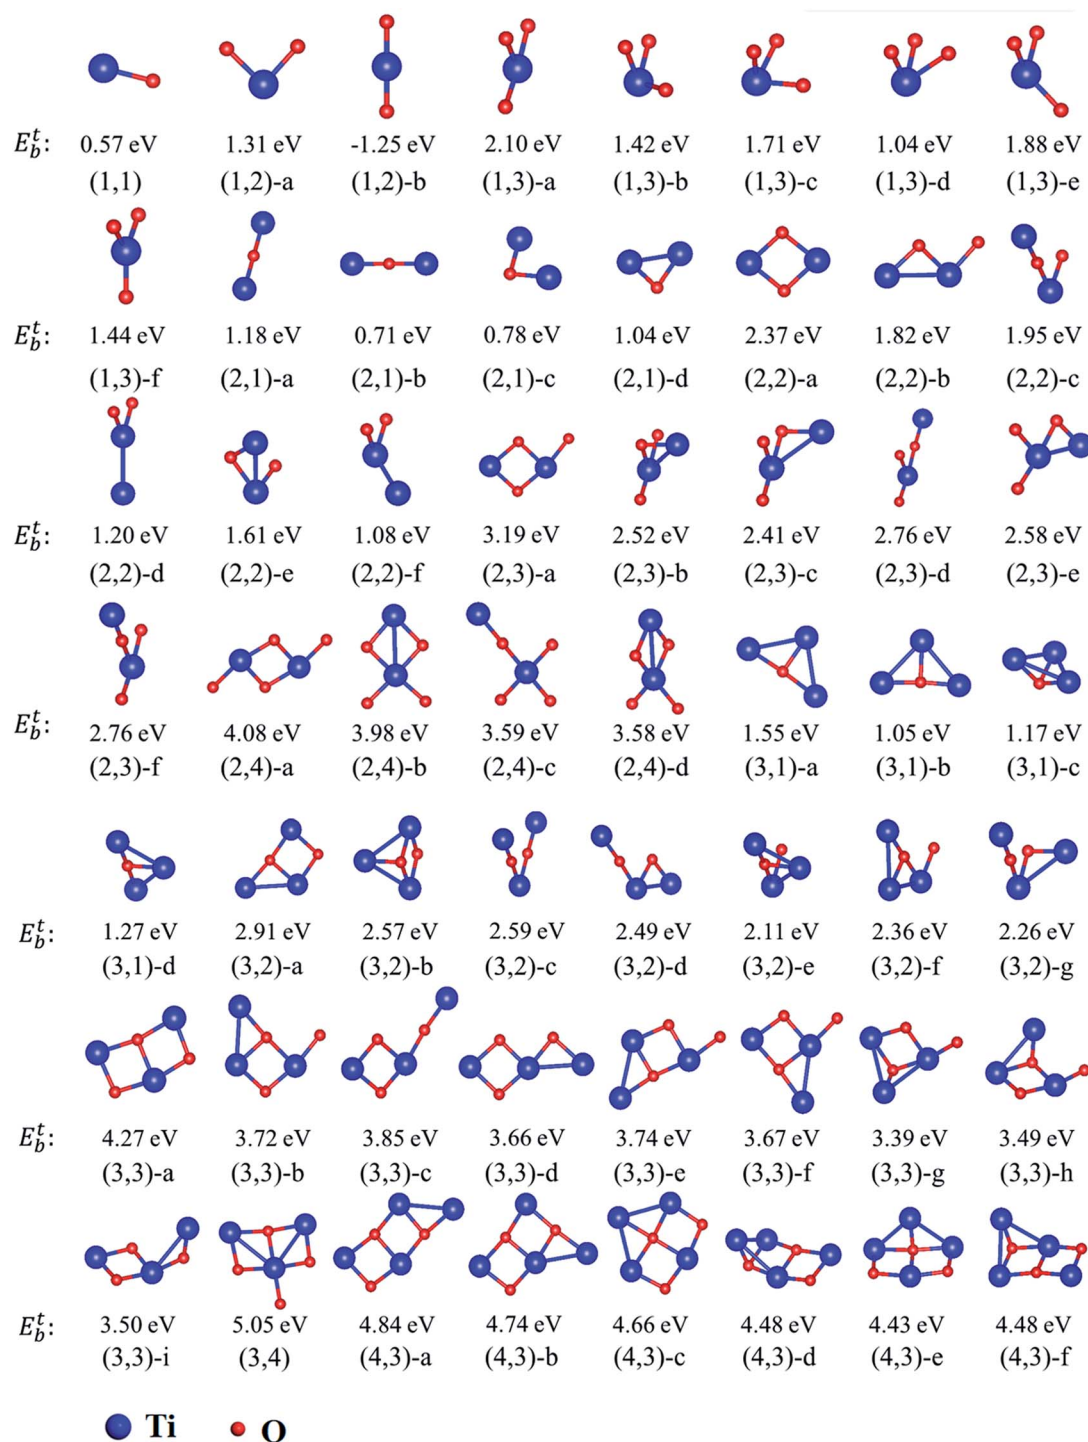 E_b^t: 0.57 eV 1.31 eV -1.25 eV 2.10 eV 1.42 eV 1.71 eV 1.04 eV 1.88 eV
(1,1) (1,2)-a (1,2)-b (1,3)-a (1,3)-b (1,3)-c (1,3)-d (1,3)-e
E_b^t: 1.44 eV 1.18 eV 0.71 eV 0.78 eV 1.04 eV 2.37 eV 1.82 eV 1.95 eV
(1,3)-f (2,1)-a (2,1)-b (2,1)-c (2,1)-d (2,2)-a (2,2)-b (2,2)-c
E_b^t: 1.20 eV 1.61 eV 1.08 eV 3.19 eV 2.52 eV 2.41 eV 2.76 eV 2.58 eV
(2,2)-d (2,2)-e (2,2)-f (2,3)-a (2,3)-b (2,3)-c (2,3)-d (2,3)-e
E_b^t: 2.76 eV 4.08 eV 3.98 eV 3.59 eV 3.58 eV 1.55 eV 1.05 eV 1.17 eV
(2,3)-f (2,4)-a (2,4)-b (2,4)-c (2,4)-d (3,1)-a (3,1)-b (3,1)-c
E_b^t: 1.27 eV 2.91 eV 2.57 eV 2.59 eV 2.49 eV 2.11 eV 2.36 eV 2.26 eV
(3,1)-d (3,2)-a (3,2)-b (3,2)-c (3,2)-d (3,2)-e (3,2)-f (3,2)-g
E_b^t: 4.27 eV 3.72 eV 3.85 eV 3.66 eV 3.74 eV 3.67 eV 3.39 eV 3.49 eV
(3,3)-a (3,3)-b (3,3)-c (3,3)-d (3,3)-e (3,3)-f (3,3)-g (3,3)-h
E_b^t: 3.50 eV 5.05 eV 4.84 eV 4.74 eV 4.66 eV 4.48 eV 4.43 eV 4.48 eV
(3,3)-i (3,4) (4,3)-a (4,3)-b (4,3)-c (4,3)-d (4,3)-e (4,3)-f
Ti O